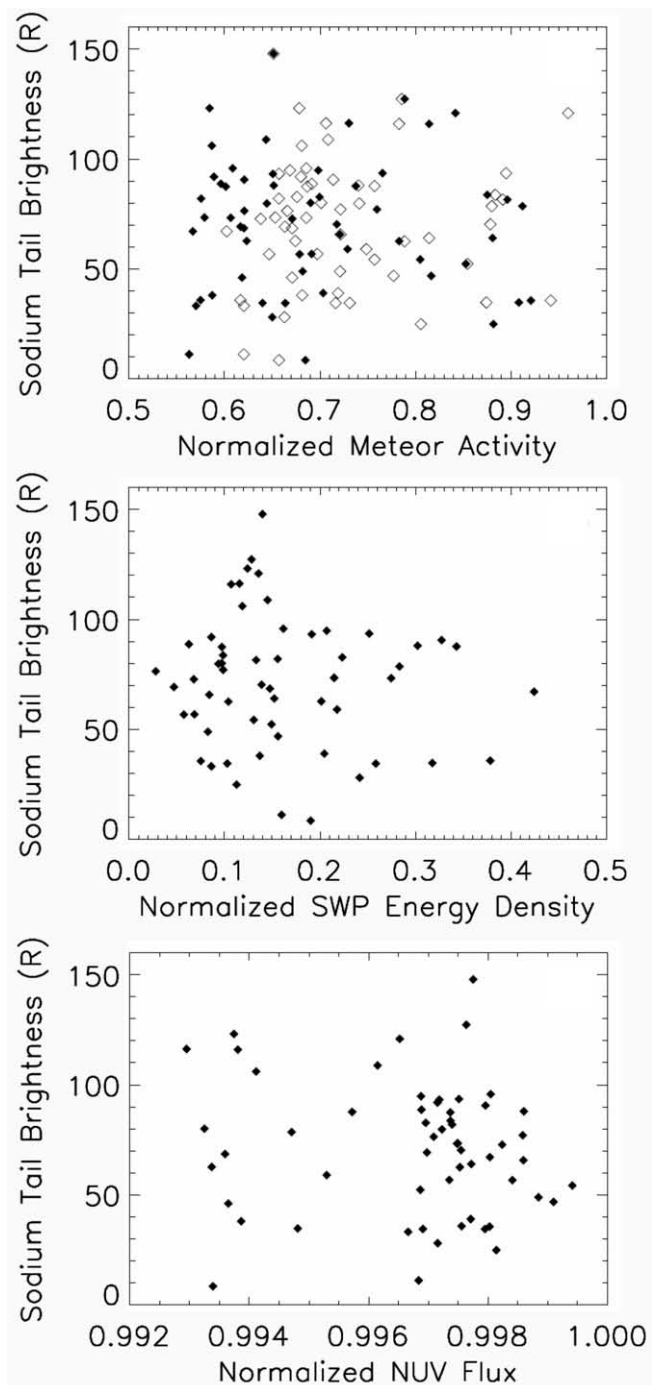 Sodium Tail Brightness (R)
150
100
50
0
0.5 0.6 0.7 0.8 0.9 1.0
Normalized Meteor Activity
Sodium Tail Brightness (R)
150
100
50
0
0.0 0.1 0.2 0.3 0.4 0.5
Normalized SWP Energy Density
Sodium Tail Brightness (R)
150
100
50
0
0.992 0.994 0.996 0.998 1.000
Normalized NUV Flux